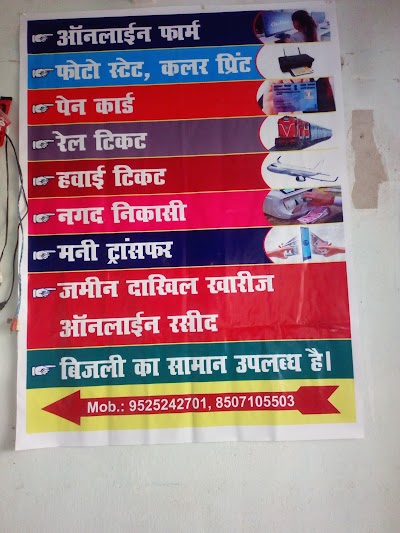 ऑनलाईन फार्म
फोटो स्टेट, कलर प्रिंट
पेन कार्ड
रेल टिकट
हवाई टिकट
नगद निकासी
मनी ट्रांसफर
जमीन दाखिल खारीज
ऑनलाईन रसीद
बिजली का सामान उपलब्ध है।
Mob.: 9525242701, 8507105503